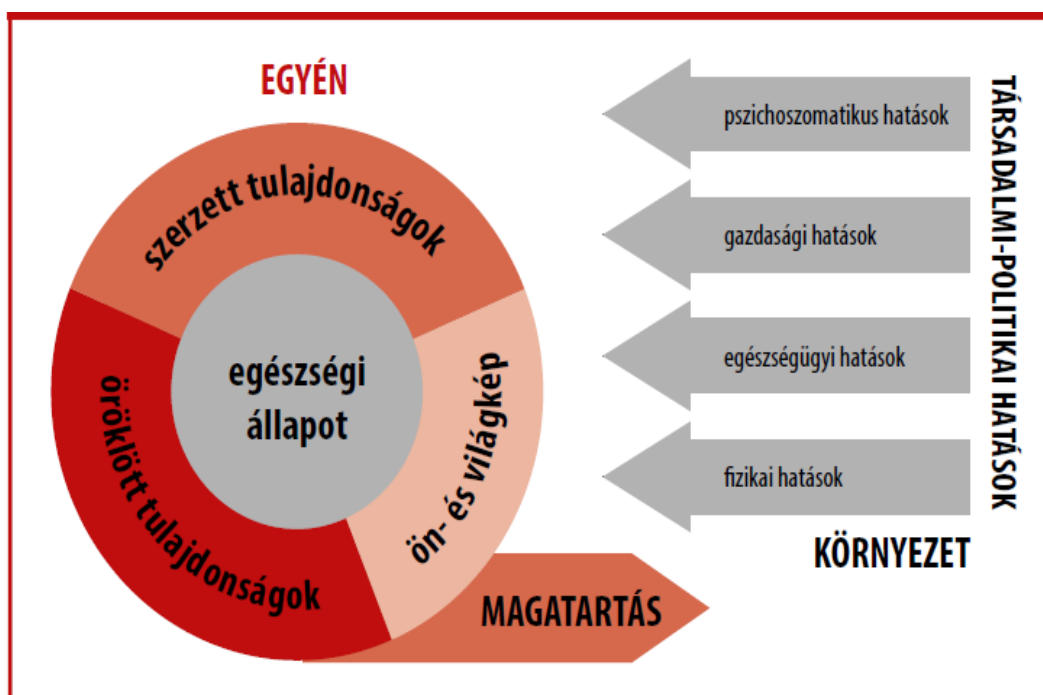 EGYÉN
szerzett tulajdonságok
örökölött tulajdonságok
ön- és világkép
egészségi
állapot
MAGATARTÁS
pszichoszomatikus hatások
gazdasági hatások
egészségügyi hatások
fizikai hatások
KÖRNYEZET
TÁRSADALMI-POLITIKAI HATÁSOK